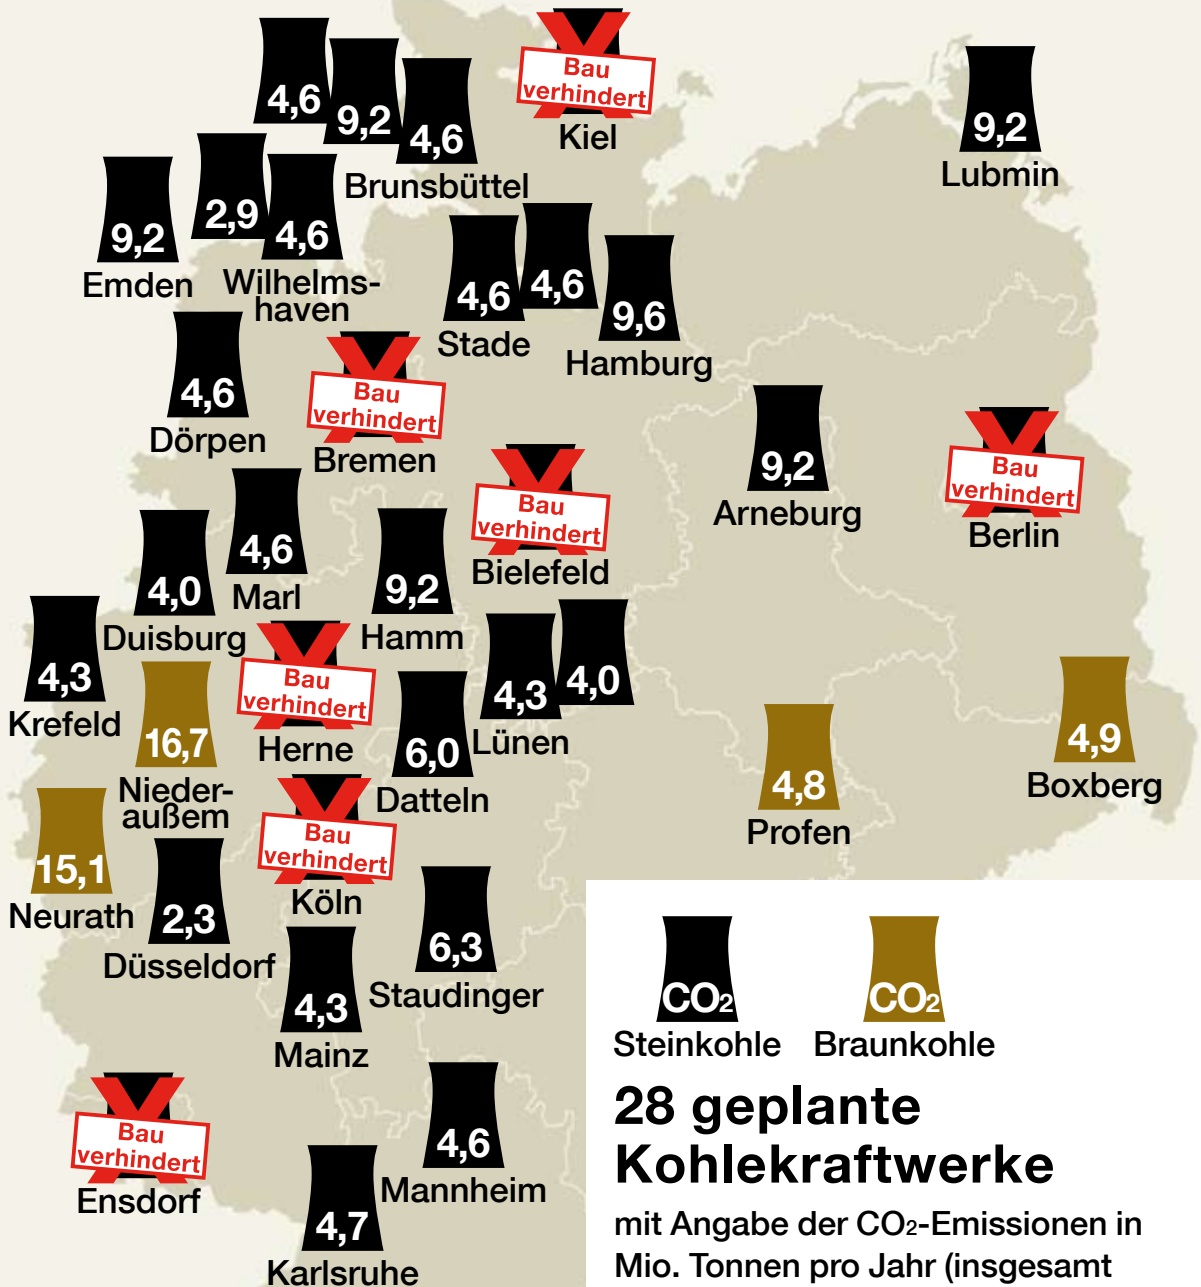 4,6
9,2
4,6
Brunsbüttel
Bau
verhindert
Kiel
9,2
Lubmin
9,2
Emden
2,9
4,6
Wilhelms-
haven
4,6
4,6
Stade
9,6
Hamburg
4,6
Dörpen
Bau
verhindert
Bremen
Bau
verhindert
Bielefeld
9,2
Arneburg
Bau
verhindert
Berlin
4,6
Marl
4,0
Duisburg
9,2
Hamm
4,3
Krefeld
16,7
Nieder-
außem
Bau
verhindert
Herne
6,0
Datteln
4,3
4,0
Lünen
4,8
Profen
4,9
Boxberg
15,1
Neurath
2,3
Düsseldorf
Bau
verhindert
Köln
4,3
Mainz
6,3
Staudinger
Bau
verhindert
Ensdorf
4,7
Karlsruhe
4,6
Mannheim
CO₂
Steinkohle
CO₂
Braunkohle
28 geplante
Kohlekraftwerke
mit Angabe der CO₂-Emissionen in
Mio. Tonnen pro Jahr (insgesamt